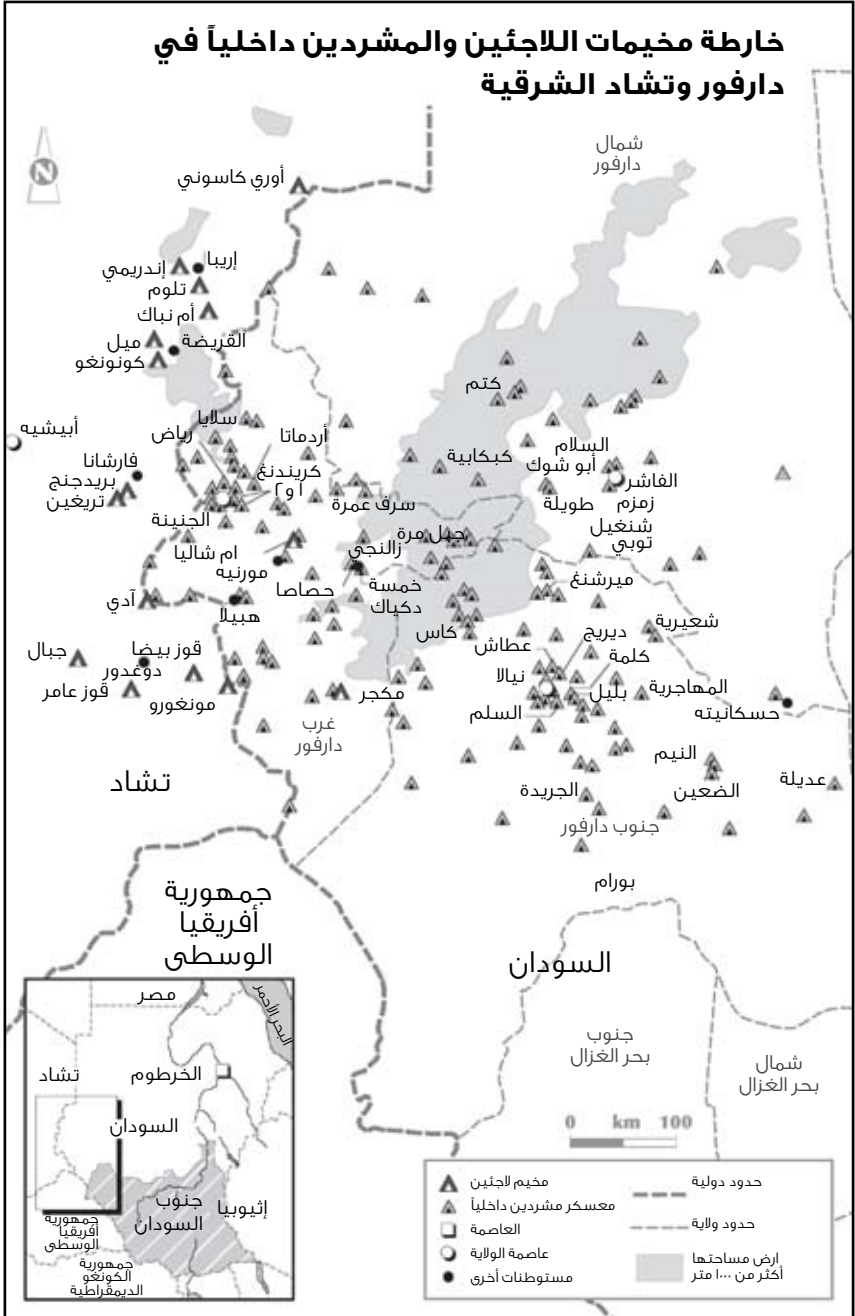 خارطة مخيمات اللاجئين والمشردين داخلياً في
دارفور وتشاد الشرقية
شمال
دارفور
N
أوري كاسوني
إريبا
إندريمي
تلوم
أم نباك
القريضة
ميل
كونونغو
كتم
أبيشيه
سلايا
رياض
أردماتا
كريندنغ
١ و٢
فارشانا
بريدجنج
تريغين
كبكابية
السلام
أبو شوك
الفاشر
زمزم
طويلة
شنغيل
توبي
سرف عمرة
الجنينة
جبل مرة
زالنجي
ام شاليا
مورنيه
حصاصا
خمسة
دكياك
ميرشنغ
آدي
هبيلا
كاس
شعيرية
ديريج
عطاش
كلمة
جبال
قوز بيضا
دوغدور
قوز عامر
مونغورو
مكجر
نيالا
بليل
المهاجرية
السلم
حسكانيته
غرب
دارفور
النيم
الضعين
عديلة
تشاد
الجريدة
جنوب دارفور
بورام
جمهورية
أفريقيا
الوسطى
السودان
جنوب
بحر الغزال
شمال
بحر الغزال
مصر
البحر الأحمر
تشاد
الخرطوم
السودان
جنوب
السودان
إثيوبيا
جمهورية
أفريقيا
الوسطى
جمهورية
الكونغو
الديمقراطية
0 km 100
مخيم لاجئين
معسكر مشردين داخلياً
العاصمة
عاصمة الولاية
مستوطنات أخرى
حدود دولية
حدود ولاية
ارض مساحتها
أكثر من ١٠٠٠ متر